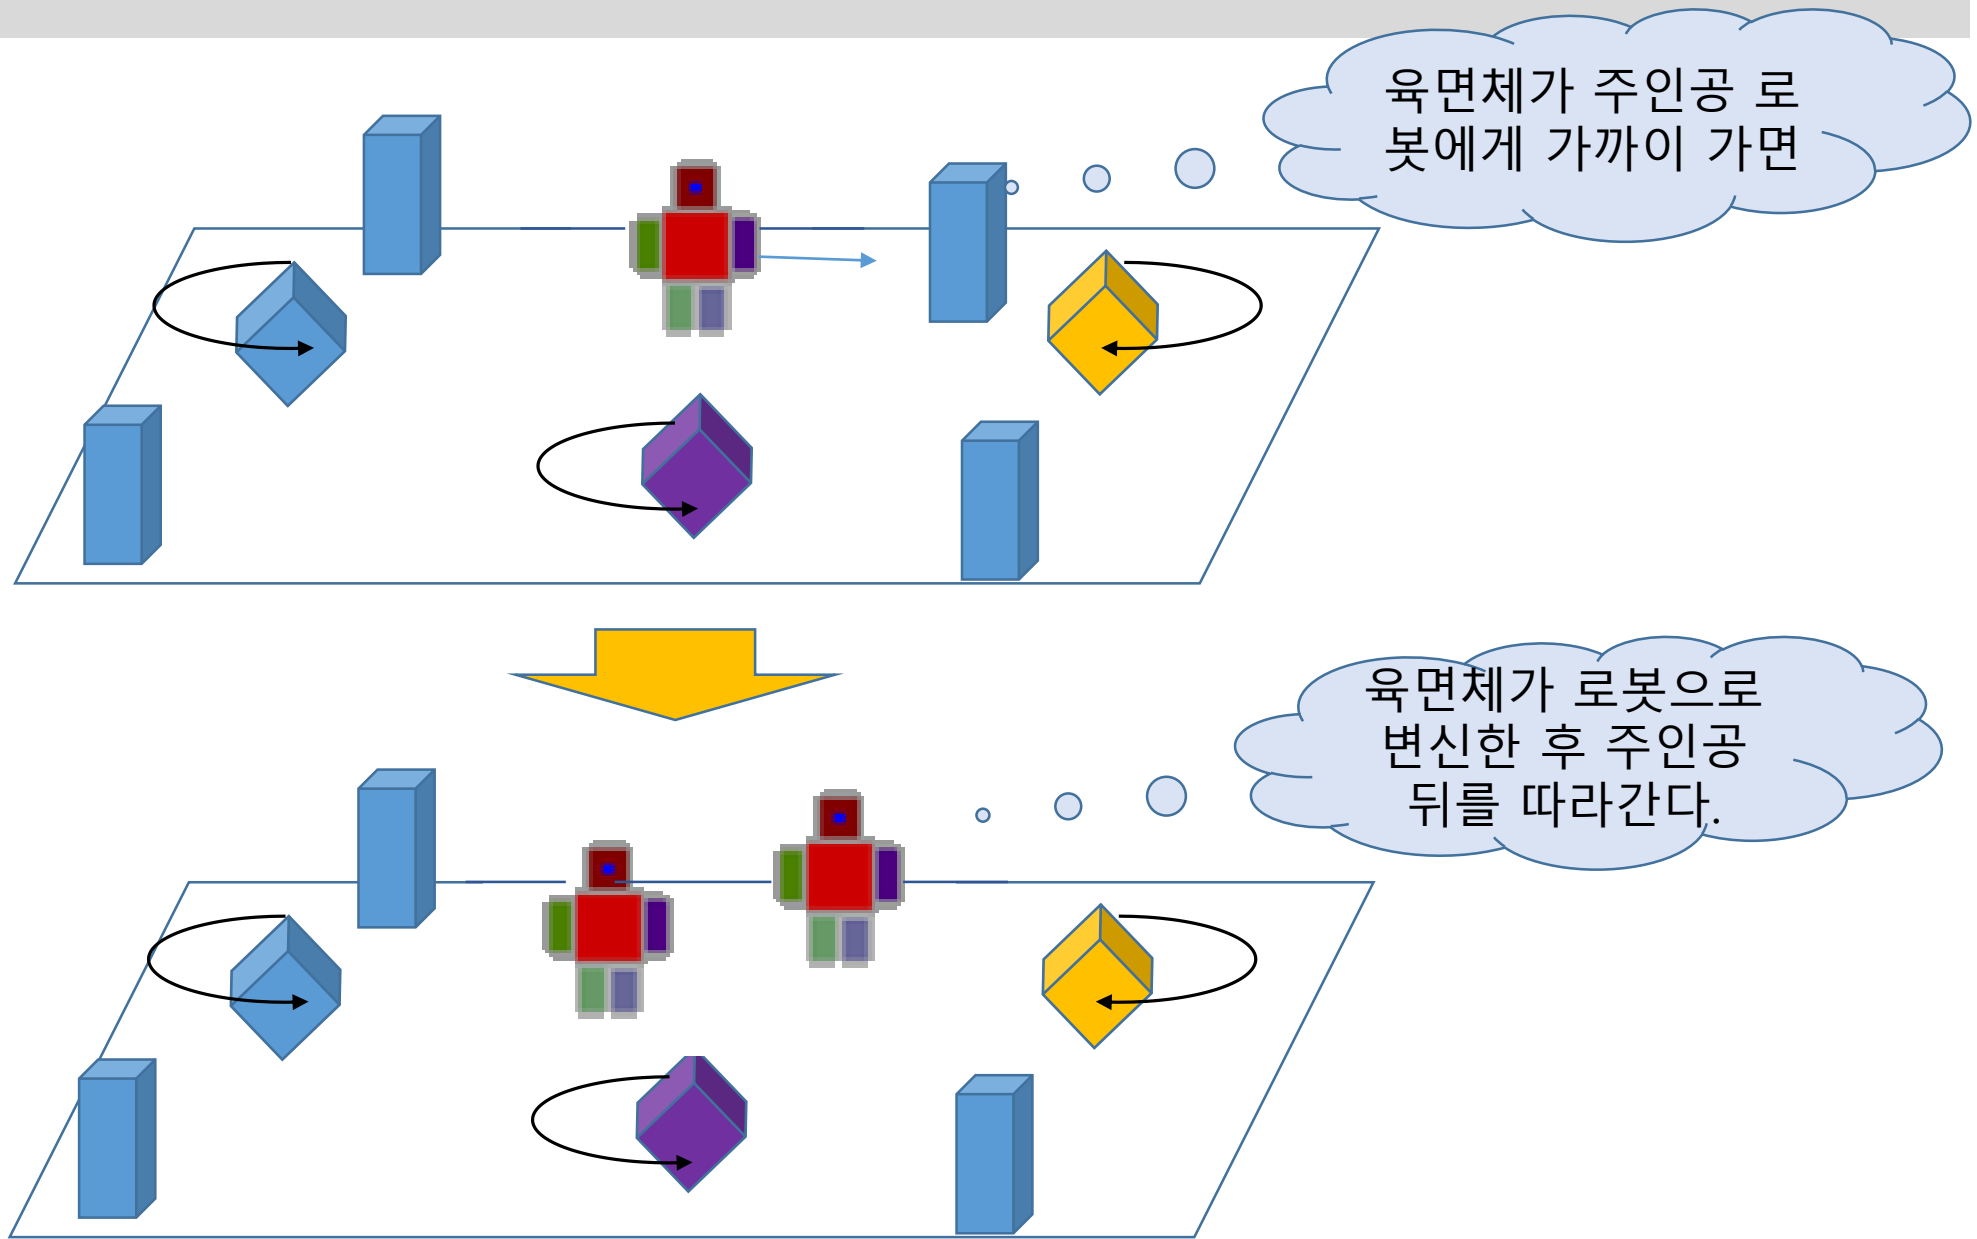 육면체가 주인공 로
봇에게 가까이 가면
육면체가 로봇으로
변신한 후 주인공
뒤를 따라간다.